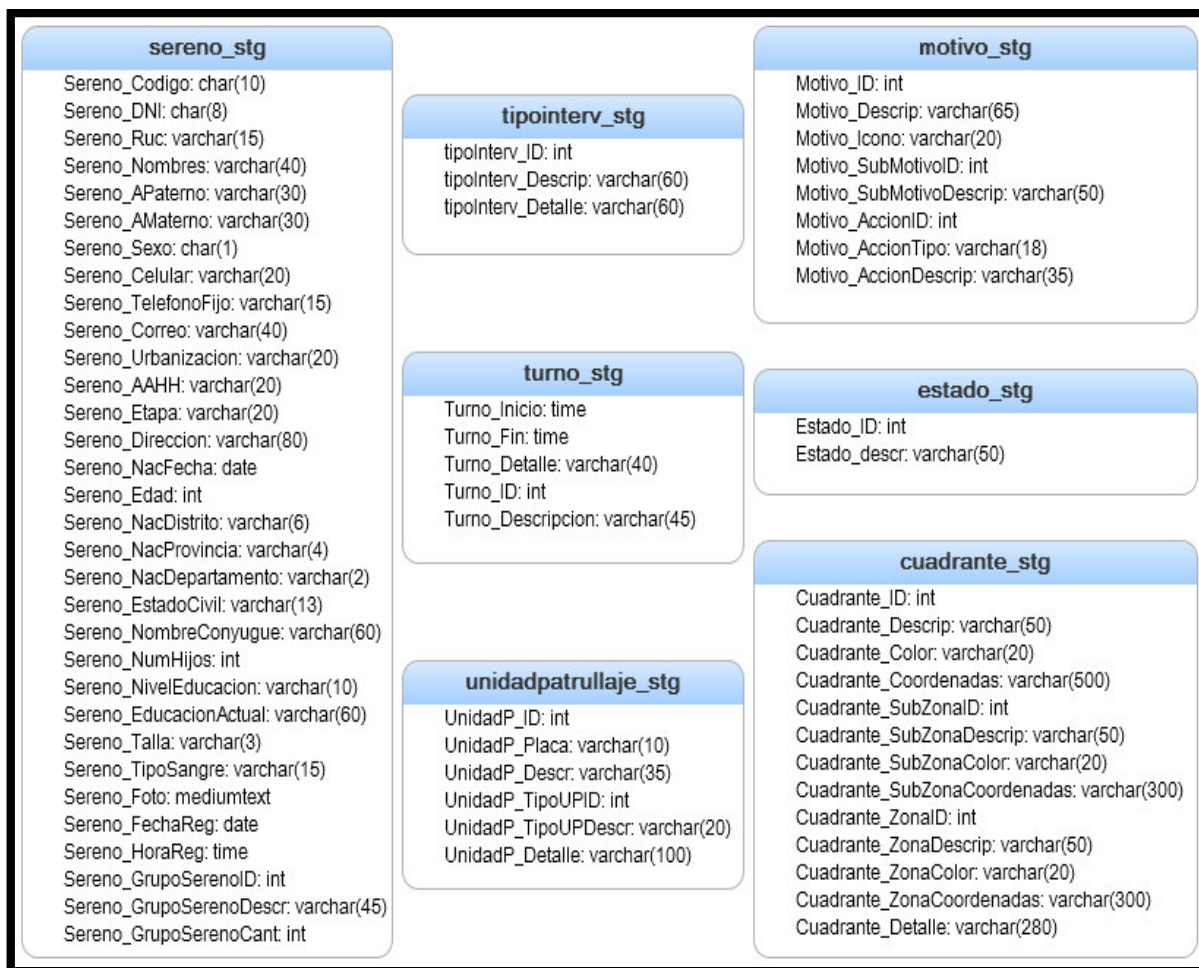 sereno_stg
Sereno_Codigo: char(10)
Sereno_DNI: char(8)
Sereno_Ruc: varchar(15)
Sereno_Nombres: varchar(40)
Sereno_APaterno: varchar(30)
Sereno_AMaterno: varchar(30)
Sereno_Sexo: char(1)
Sereno_Celular: varchar(20)
Sereno_TelefonoFijo: varchar(15)
Sereno_Correo: varchar(40)
Sereno_Urbanizacion: varchar(20)
Sereno_AAHH: varchar(20)
Sereno_Etapa: varchar(20)
Sereno_Direccion: varchar(80)
Sereno_NacFecha: date
Sereno_Edad: int
Sereno_NacDistrito: varchar(6)
Sereno_NacProvincia: varchar(4)
Sereno_NacDepartamento: varchar(2)
Sereno_EstadoCivil: varchar(13)
Sereno_NombreConyugue: varchar(60)
Sereno_NumHijos: int
Sereno_NivelEducacion: varchar(10)
Sereno_EducacionActual: varchar(60)
Sereno_Talla: varchar(3)
Sereno_TipoSangre: varchar(15)
Sereno_Foto: mediumtext
Sereno_FechaReg: date
Sereno_HoraReg: time
Sereno_GrupoSerenoID: int
Sereno_GrupoSerenoDescr: varchar(45)
Sereno_GrupoSerenoCant: int
tipointerv_stg
tipoInterv_ID: int
tipoInterv_Descrip: varchar(60)
tipoInterv_Detalle: varchar(60)
turno_stg
Turno_Inicio: time
Turno_Fin: time
Turno_Detalle: varchar(40)
Turno_ID: int
Turno_Descripcion: varchar(45)
unidadpatrullaje_stg
UnidadP_ID: int
UnidadP_Placa: varchar(10)
UnidadP_Descr: varchar(35)
UnidadP_TipoUPID: int
UnidadP_TipoUPDescr: varchar(20)
UnidadP_Detalle: varchar(100)
motivo_stg
Motivo_ID: int
Motivo_Descrip: varchar(65)
Motivo_Icono: varchar(20)
Motivo_SubMotivoID: int
Motivo_SubMotivoDescrip: varchar(50)
Motivo_AccionID: int
Motivo_AccionTipo: varchar(18)
Motivo_AccionDescrip: varchar(35)
estado_stg
Estado_ID: int
Estado_descr: varchar(50)
cuadrante_stg
Cuadrante_ID: int
Cuadrante_Descrip: varchar(50)
Cuadrante_Color: varchar(20)
Cuadrante_Coordenadas: varchar(500)
Cuadrante_SubZonaID: int
Cuadrante_SubZonaDescrip: varchar(50)
Cuadrante_SubZonaColor: varchar(20)
Cuadrante_SubZonaCoordenadas: varchar(300)
Cuadrante_ZonaID: int
Cuadrante_ZonaDescrip: varchar(50)
Cuadrante_ZonaColor: varchar(20)
Cuadrante_ZonaCoordenadas: varchar(300)
Cuadrante_Detalle: varchar(280)